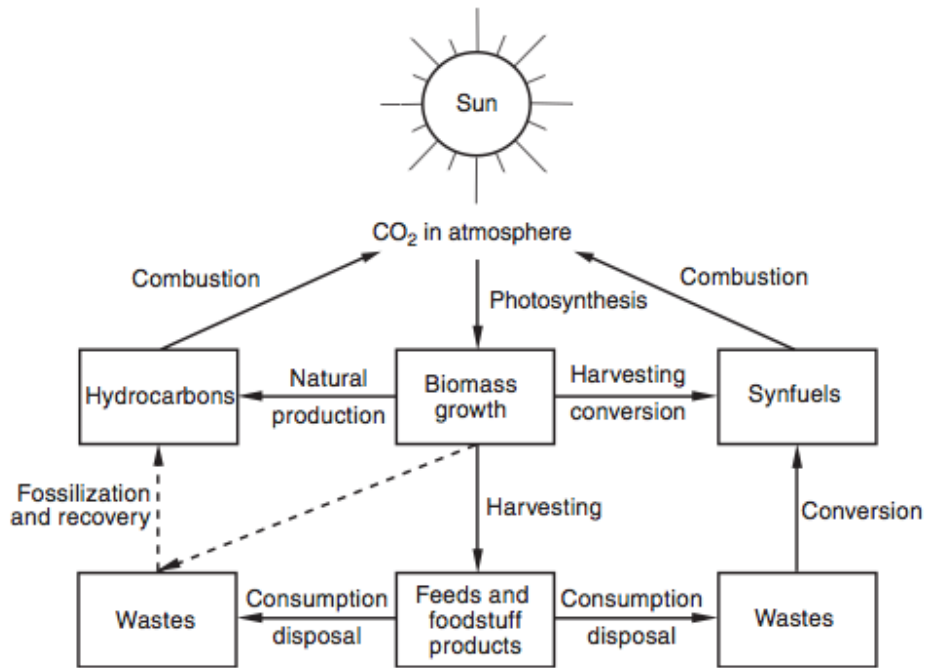 Sun
CO₂ in atmosphere
Combustion
Combustion
Photosynthesis
Hydrocarbons
Natural
production
Biomass
growth
Harvesting
conversion
Synfuels
Fossilization
and recovery
Harvesting
Conversion
Wastes
Consumption
disposal
Feeds and
foodstuff
products
Consumption
disposal
Wastes